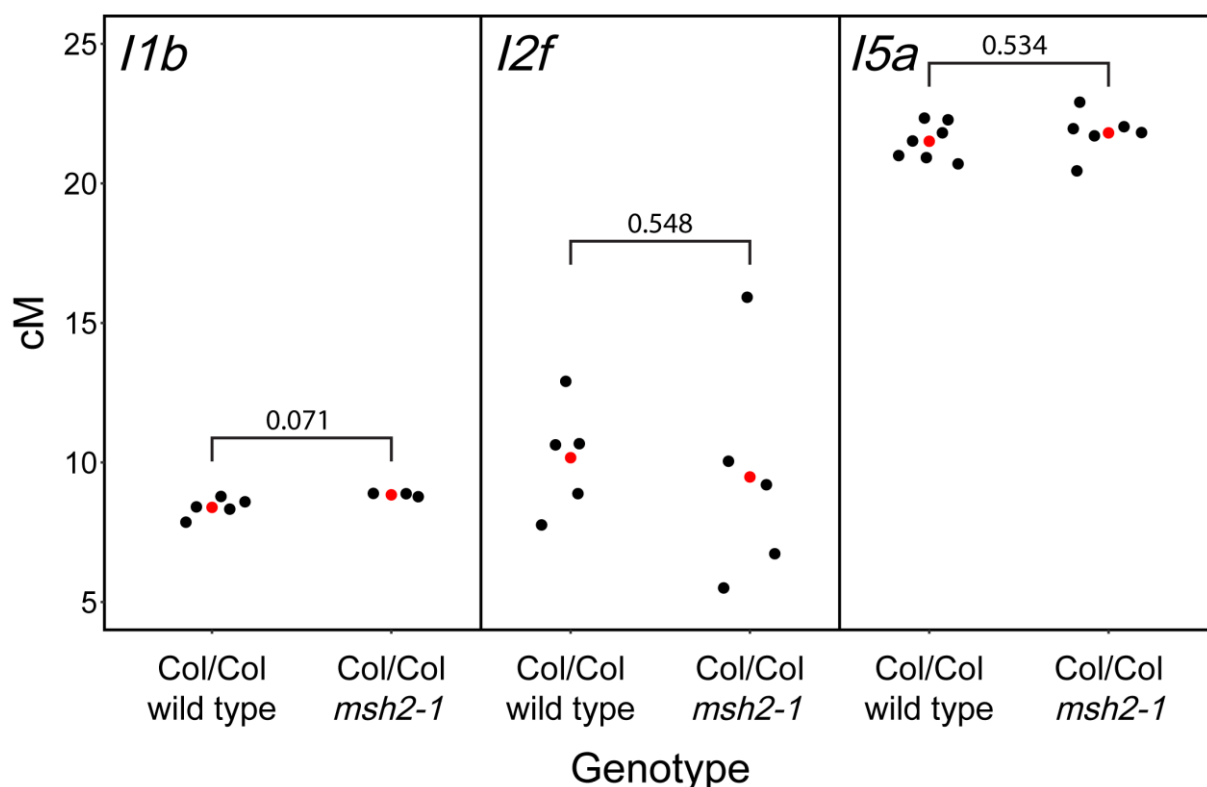 I1b
I2f
I5a
25
20
15
10
5
cM
0.071
0.548
0.534
Col/Col
wild type
Col/Col
msh2-1
Col/Col
wild type
Col/Col
msh2-1
Col/Col
wild type
Col/Col
msh2-1
Genotype